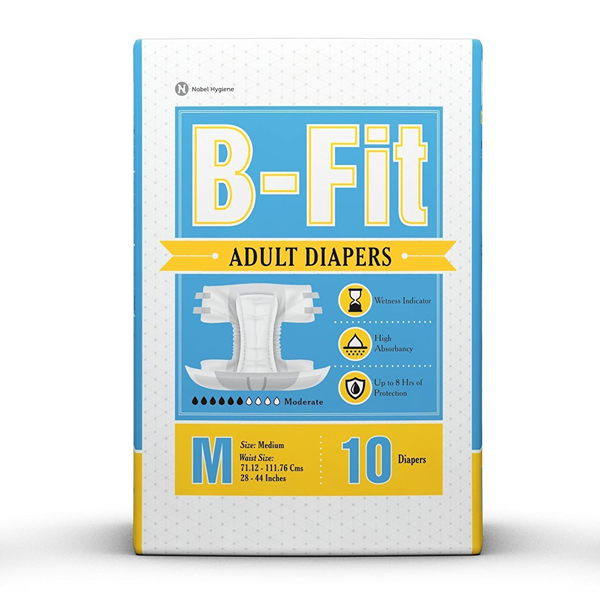 N Nobel Hygiene
B-Fit
ADULT DIAPERS
Wetness Indicator
High
Absorbancy
Up to 8 Hrs of
Protection
Moderate
M
Size: Medium
Waist Size:
71.12 - 111.76 Cms
28 - 44 Inches
10 Diapers